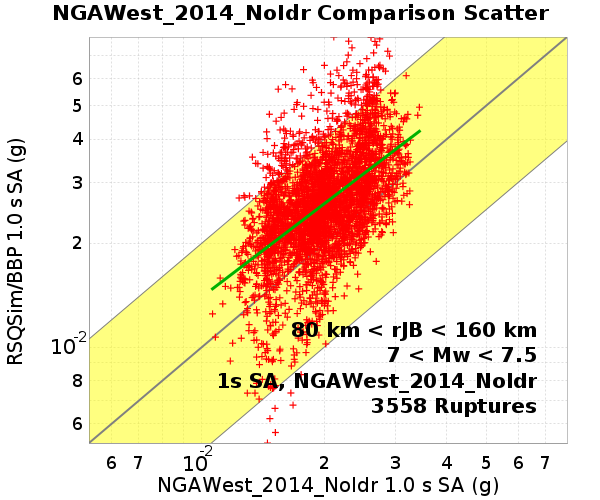 NGAWest_2014_NoIdr Comparison Scatter
RSQSim/BBP 1.0 s SA (g)
6
5
4
3
2
10-2
8
6
80 km < rJB < 160 km
7 < Mw < 7.5
1s SA, NGAWest_2014_NoIdr
3558 Ruptures
6 7 10-2 2 3 4 5 6 7
NGAWest_2014_NoIdr 1.0 s SA (g)